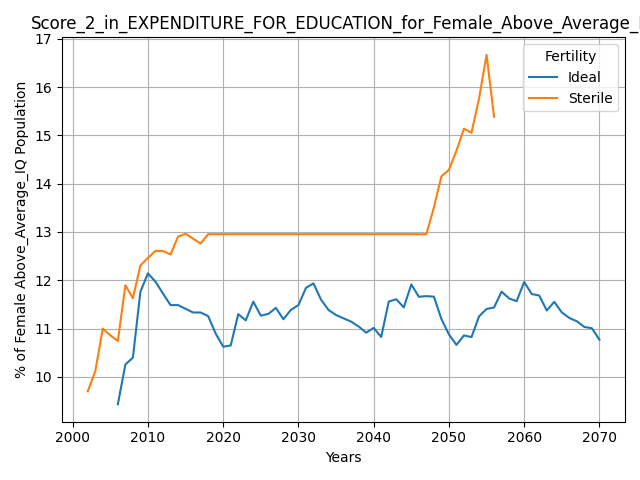 Score_2_in_EXPENDITURE_FOR_EDUCATION_for_Female_Above_Average_
17
16
15
14
13
12
11
10
% of Female Above_Average_IQ Population
Fertility
Ideal
Sterile
2000 2010 2020 2030 2040 2050 2060 2070
Years